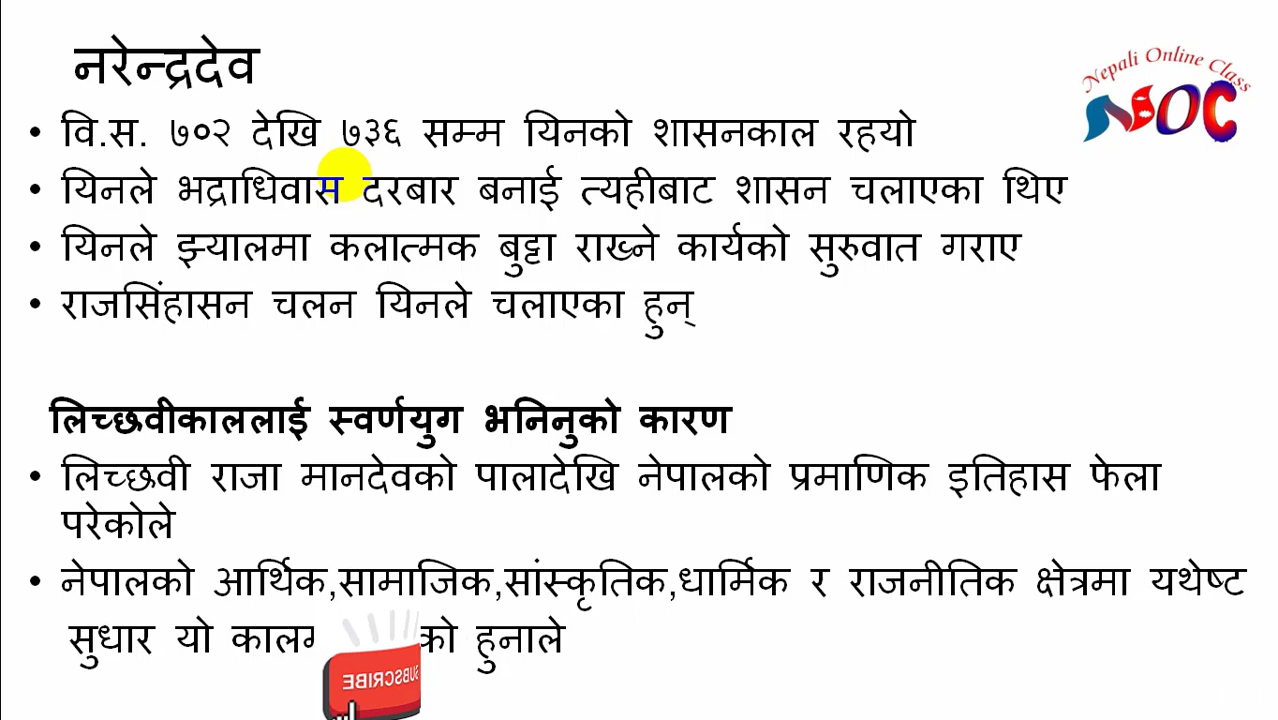 नरेन्द्रदेव
Nepali Online Class
NOC
• वि.स. ७०२ देखि ७३६ सम्म यिनको शासनकाल रहयो
• यिनले भद्राधिवास दरबार बनाई त्यहीबाट शासन चलाएका थिए
• यिनले झ्यालमा कलात्मक बुट्टा राख्ने कार्यको सुरुवात गराए
• राजसिंहासन चलन यिनले चलाएका हुन्
लिच्छवीकाललाई स्वर्णयुग भनिनुको कारण
• लिच्छवी राजा मानदेवको पालादेखि नेपालको प्रमाणिक इतिहास फेला
परेकोले
• नेपालको आर्थिक,सामाजिक,सांस्कृतिक,धार्मिक र राजनीतिक क्षेत्रमा यथेष्ट
सुधार यो हुनाले
SUBSCRIBE